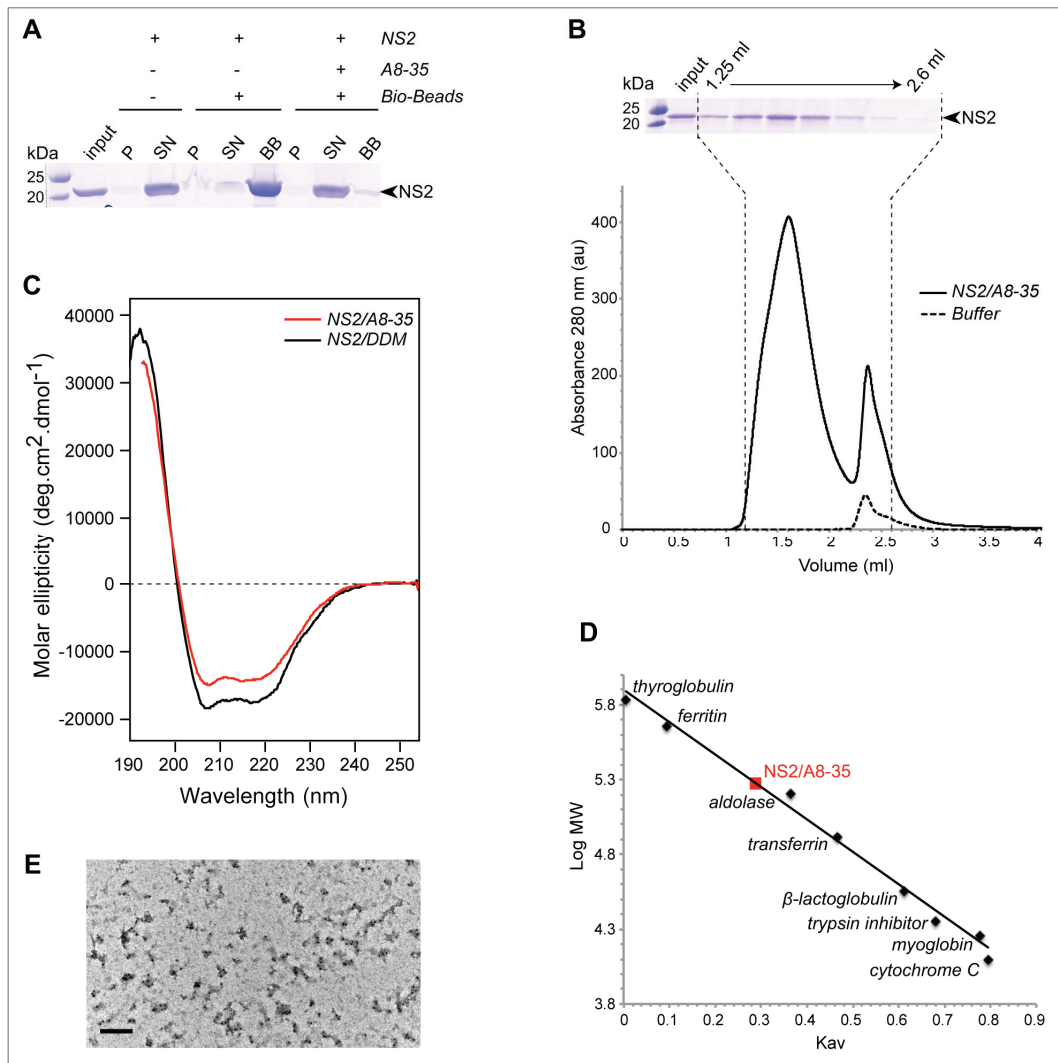 A
+ + + NS2
- - + A8-35
- + + Bio-Beads
kDa input P SN P SN BB P SN BB
25
20
NS2
B
kDa input 1.25 ml 2.6 ml
25
20
NS2
400
300
200
100
0
Absorbance 280 nm (au)
NS2/A8-35
Buffer
0 0.5 1 1.5 2 2.5 3 3.5 4
Volume (ml)
C
40000
30000
20000
10000
0
-10000
-20000
Molar ellipticity (deg.cm2.dmol-1)
NS2/A8-35
NS2/DDM
190 200 210 220 230 240 250
Wavelength (nm)
D
5.8
5.3
4.8
4.3
3.8
Log MW
thyroglobulin
ferritin
NS2/A8-35
aldolase
transferrin
β-lactoglobulin
trypsin inhibitor
myoglobin
cytochrome C
0 0.1 0.2 0.3 0.4 0.5 0.6 0.7 0.8 0.9
Kav
E